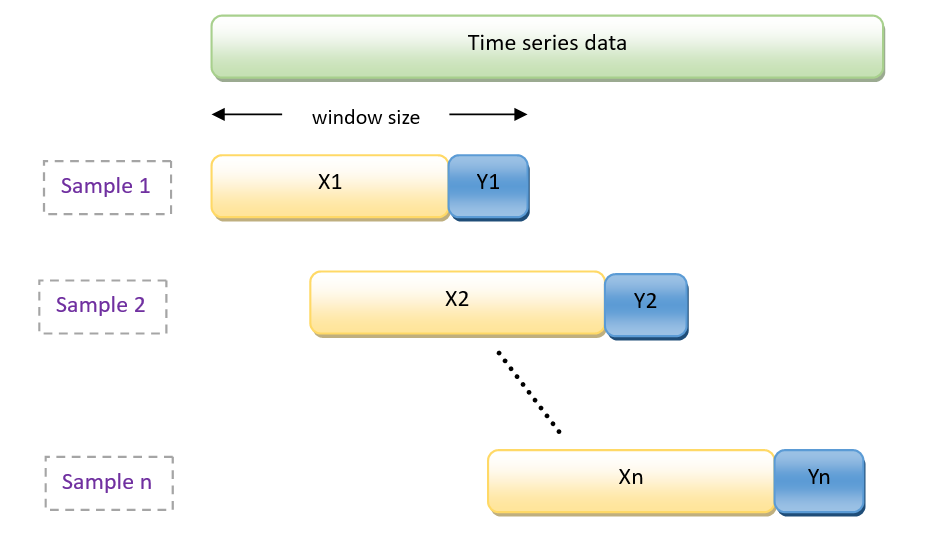 Time series data
window size
Sample 1
X1
Y1
Sample 2
X2
Y2
Sample n
Xn
Yn